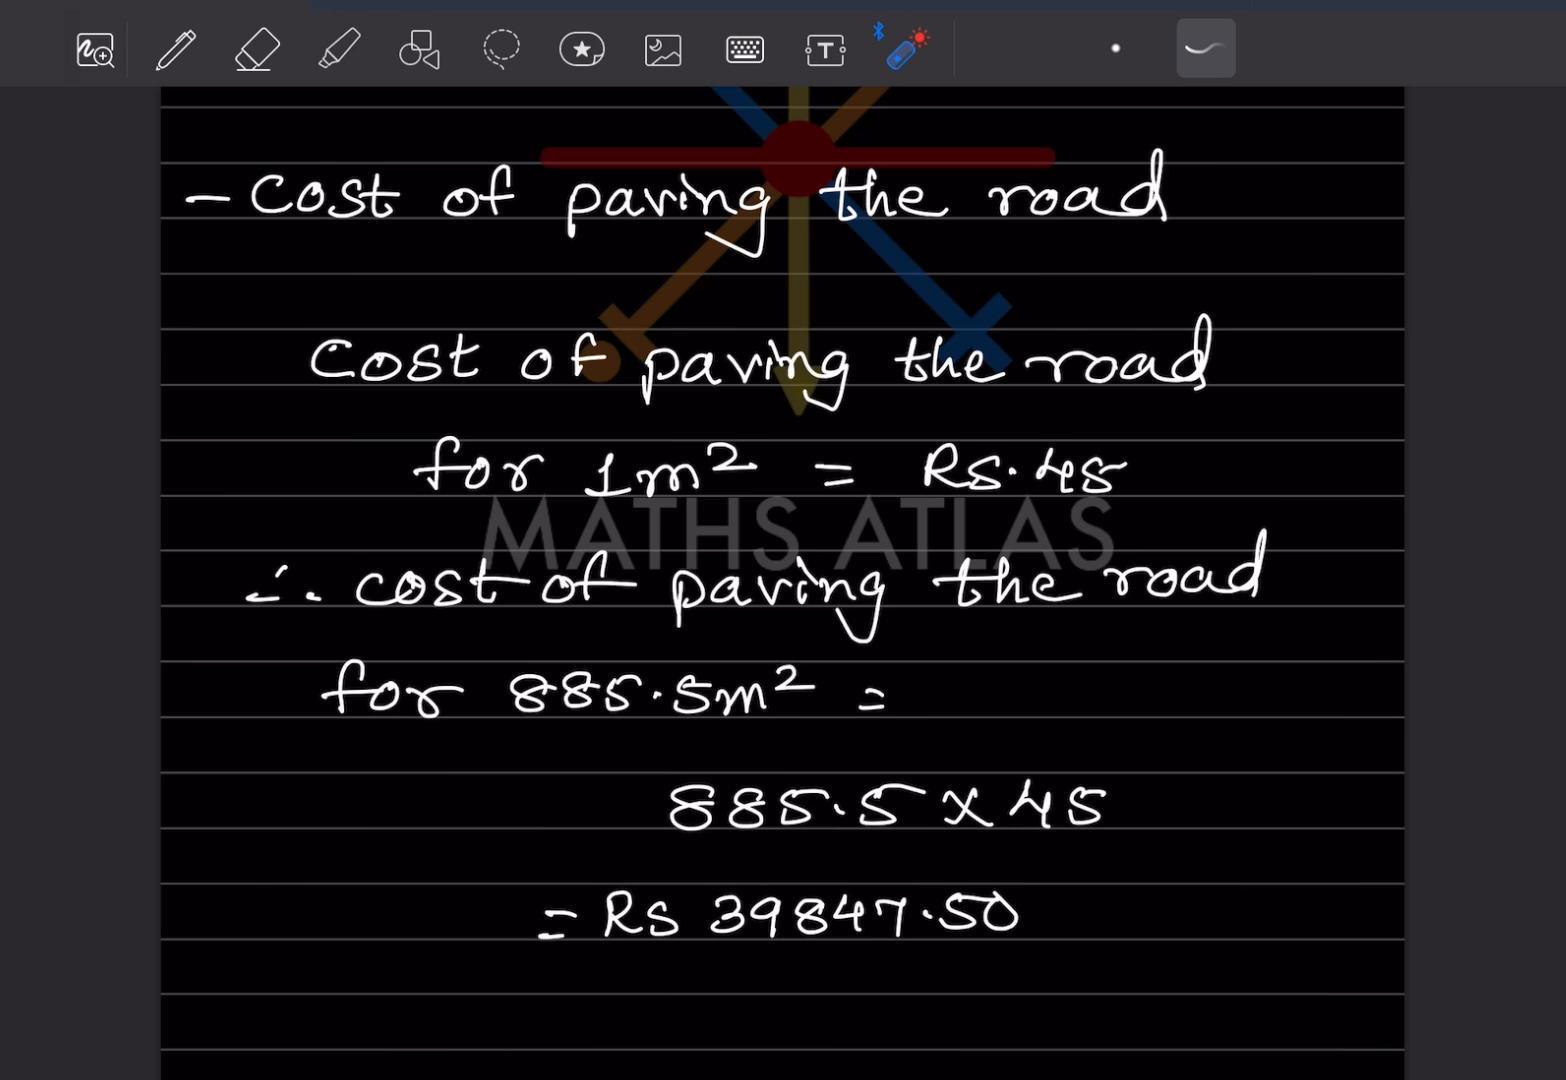 - Cost of paving the road
Cost of paving the road
for 1m² = Rs. 45
MATHS ATLAS
∴ cost of paving the road
for 885.5m² =
885.5 x 45
= Rs 39847.50